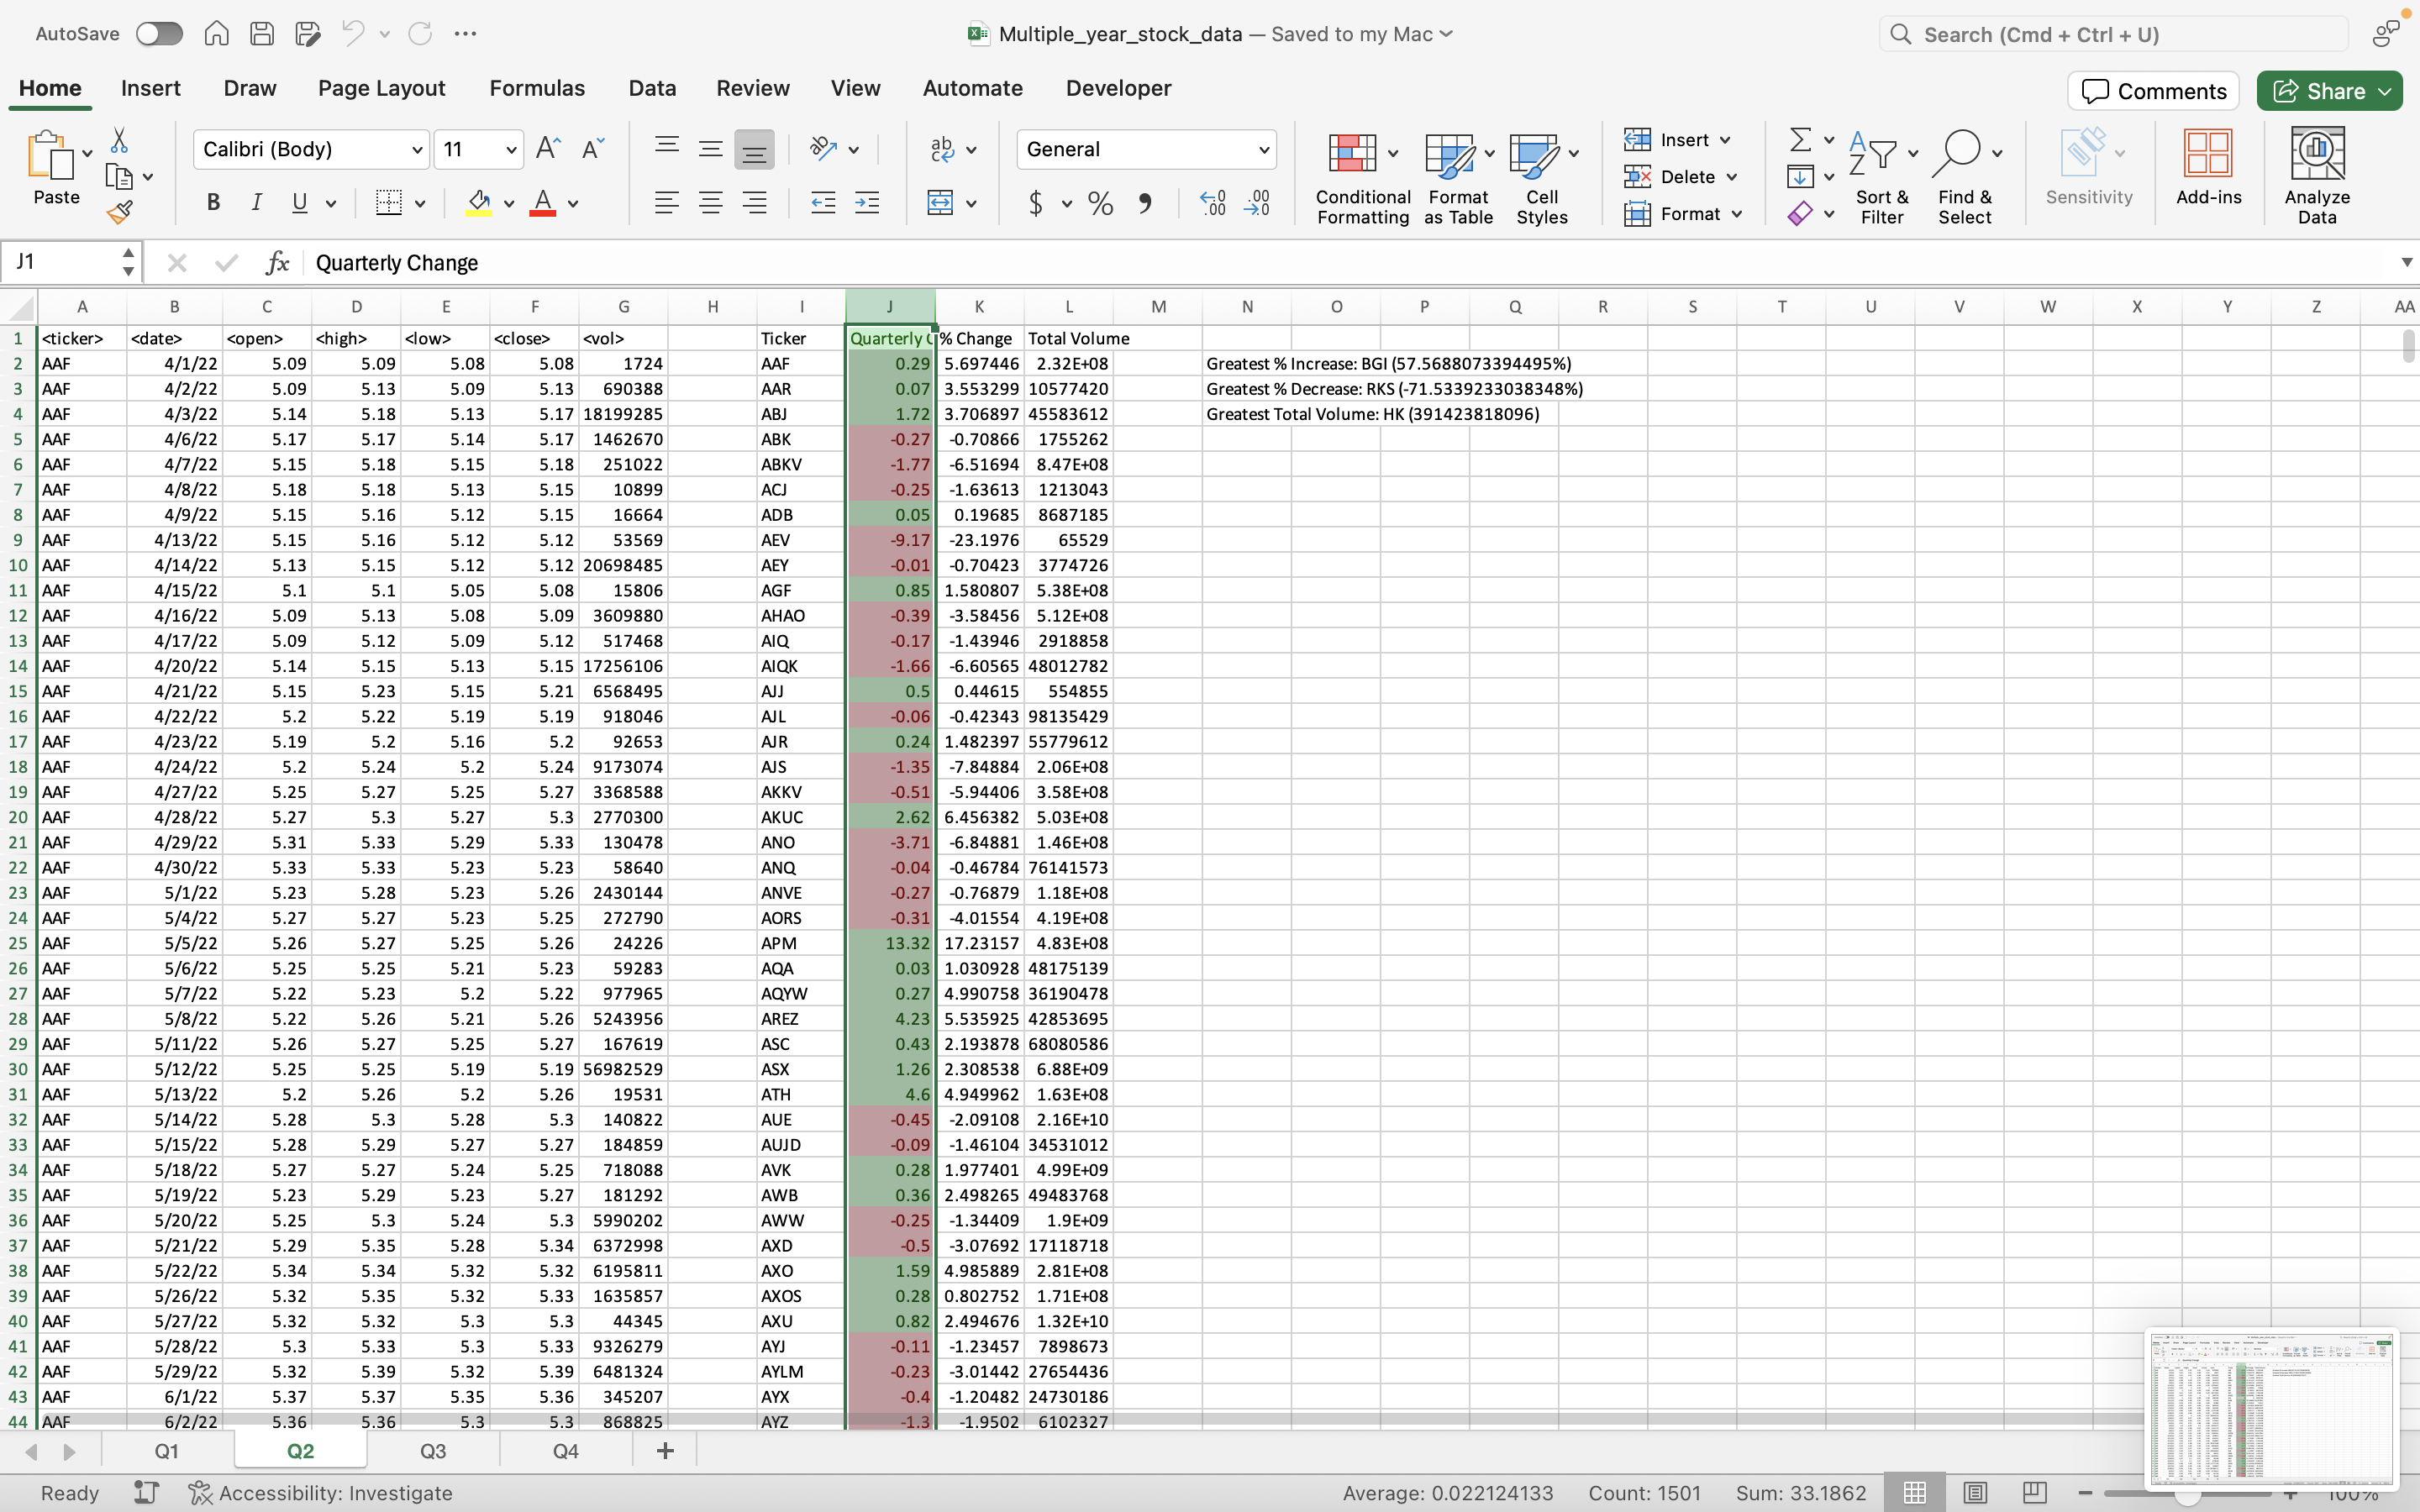 AutoSave
Multiple_year_stock_data — Saved to my Mac
Search (Cmd + Ctrl + U)
Home Insert Draw Page Layout Formulas Data Review View Automate Developer
Comments Share
Paste
Calibri (Body) 11
General
Conditional Formatting
Format as Table
Cell Styles
Insert
Delete
Format
Sort & Filter
Find & Select
Sensitivity
Add-ins
Analyze Data
J1 fx Quarterly Change
A B C D E F G H I J K L M N O P Q R S T U V W X Y Z AA
1 <ticker> <date> <open> <high> <low> <close> <vol> Ticker Quarterly C % Change Total Volume
2 AAF 4/1/22 5.09 5.09 5.08 5.08 1724 AAF 0.29 5.697446 2.32E+08 Greatest % Increase: BGI (57.5688073394495%)
3 AAF 4/2/22 5.09 5.13 5.09 5.13 690388 AAR 0.07 3.553299 10577420 Greatest % Decrease: RKS (-71.5339233038348%)
4 AAF 4/3/22 5.14 5.18 5.13 5.17 18199285 ABJ 1.72 3.706897 45583612 Greatest Total Volume: HK (391423818096)
5 AAF 4/6/22 5.17 5.17 5.14 5.17 1462670 ABK -0.27 -0.70866 1755262
6 AAF 4/7/22 5.15 5.18 5.15 5.18 251022 ABKV -1.77 -6.51694 8.47E+08
7 AAF 4/8/22 5.18 5.18 5.13 5.15 10899 ACJ -0.25 -1.63613 1213043
8 AAF 4/9/22 5.15 5.16 5.12 5.15 16664 ADB 0.05 0.19685 8687185
9 AAF 4/13/22 5.15 5.16 5.12 5.12 53569 AEV -9.17 -23.1976 65529
10 AAF 4/14/22 5.13 5.15 5.12 5.12 20698485 AEY -0.01 -0.70423 3774726
11 AAF 4/15/22 5.1 5.1 5.05 5.08 15806 AGF 0.85 1.580807 5.38E+08
12 AAF 4/16/22 5.09 5.13 5.08 5.09 3609880 AHAO -0.39 -3.58456 5.12E+08
13 AAF 4/17/22 5.09 5.12 5.09 5.12 517468 AIQ -0.17 -1.43946 2918858
14 AAF 4/20/22 5.14 5.15 5.13 5.15 17256106 AIQK -1.66 -6.60565 48012782
15 AAF 4/21/22 5.15 5.23 5.15 5.21 6568495 AJJ 0.5 0.44615 554855
16 AAF 4/22/22 5.2 5.22 5.19 5.19 918046 AJL -0.06 -0.42343 98135429
17 AAF 4/23/22 5.19 5.2 5.16 5.2 92653 AJR 0.24 1.482397 55779612
18 AAF 4/24/22 5.2 5.24 5.2 5.24 9173074 AJS -1.35 -7.84884 2.06E+08
19 AAF 4/27/22 5.25 5.27 5.25 5.27 3368588 AKKV -0.51 -5.94406 3.58E+08
20 AAF 4/28/22 5.27 5.3 5.27 5.3 2770300 AKUC 2.62 6.456382 5.03E+08
21 AAF 4/29/22 5.31 5.33 5.29 5.33 130478 ANO -3.71 -6.84881 1.46E+08
22 AAF 4/30/22 5.33 5.33 5.23 5.23 58640 ANQ -0.04 -0.46784 76141573
23 AAF 5/1/22 5.23 5.28 5.23 5.26 2430144 ANVE -0.27 -0.76879 1.18E+08
24 AAF 5/4/22 5.27 5.27 5.23 5.25 272790 AORS -0.31 -4.01554 4.19E+08
25 AAF 5/5/22 5.26 5.27 5.25 5.26 24226 APM 13.32 17.23157 4.83E+08
26 AAF 5/6/22 5.25 5.25 5.21 5.23 59283 AQA 0.03 1.030928 48175139
27 AAF 5/7/22 5.22 5.23 5.2 5.22 977965 AQYW 0.27 4.990758 36190478
28 AAF 5/8/22 5.22 5.26 5.21 5.26 5243956 AREZ 4.23 5.535925 42853695
29 AAF 5/11/22 5.26 5.27 5.25 5.27 167619 ASC 0.43 2.193878 68080586
30 AAF 5/12/22 5.25 5.25 5.19 5.19 56982529 ASX 1.26 2.308538 6.88E+09
31 AAF 5/13/22 5.2 5.26 5.2 5.26 19531 ATH 4.6 4.949962 1.63E+08
32 AAF 5/14/22 5.28 5.3 5.28 5.3 140822 AUE -0.45 -2.09108 2.16E+10
33 AAF 5/15/22 5.28 5.29 5.27 5.27 184859 AUJD -0.09 -1.46104 34531012
34 AAF 5/18/22 5.27 5.27 5.24 5.25 718088 AVK 0.28 1.977401 4.99E+09
35 AAF 5/19/22 5.23 5.29 5.23 5.27 181292 AWB 0.36 2.498265 49483768
36 AAF 5/20/22 5.25 5.3 5.24 5.3 5990202 AWW -0.25 -1.34409 1.9E+09
37 AAF 5/21/22 5.29 5.35 5.28 5.34 6372998 AXD -0.5 -3.07692 17118718
38 AAF 5/22/22 5.34 5.34 5.32 5.32 6195811 AXO 1.59 4.985889 2.81E+08
39 AAF 5/26/22 5.32 5.35 5.32 5.33 1635857 AXOS 0.28 0.802752 1.71E+08
40 AAF 5/27/22 5.32 5.32 5.3 5.3 44345 AXU 0.82 2.494676 1.32E+10
41 AAF 5/28/22 5.3 5.33 5.3 5.33 9326279 AYJ -0.11 -1.23457 7898673
42 AAF 5/29/22 5.32 5.39 5.32 5.39 6481324 AYLM -0.23 -3.01442 27654436
43 AAF 6/1/22 5.37 5.37 5.35 5.36 345207 AYX -0.4 -1.20482 24730186
44 AAF 6/2/22 5.36 5.36 5.3 5.3 868825 AYZ -1.3 -1.9502 6102327
Q1 Q2 Q3 Q4
Ready Accessibility: Investigate Average: 0.022124133 Count: 1501 Sum: 33.1862 100%